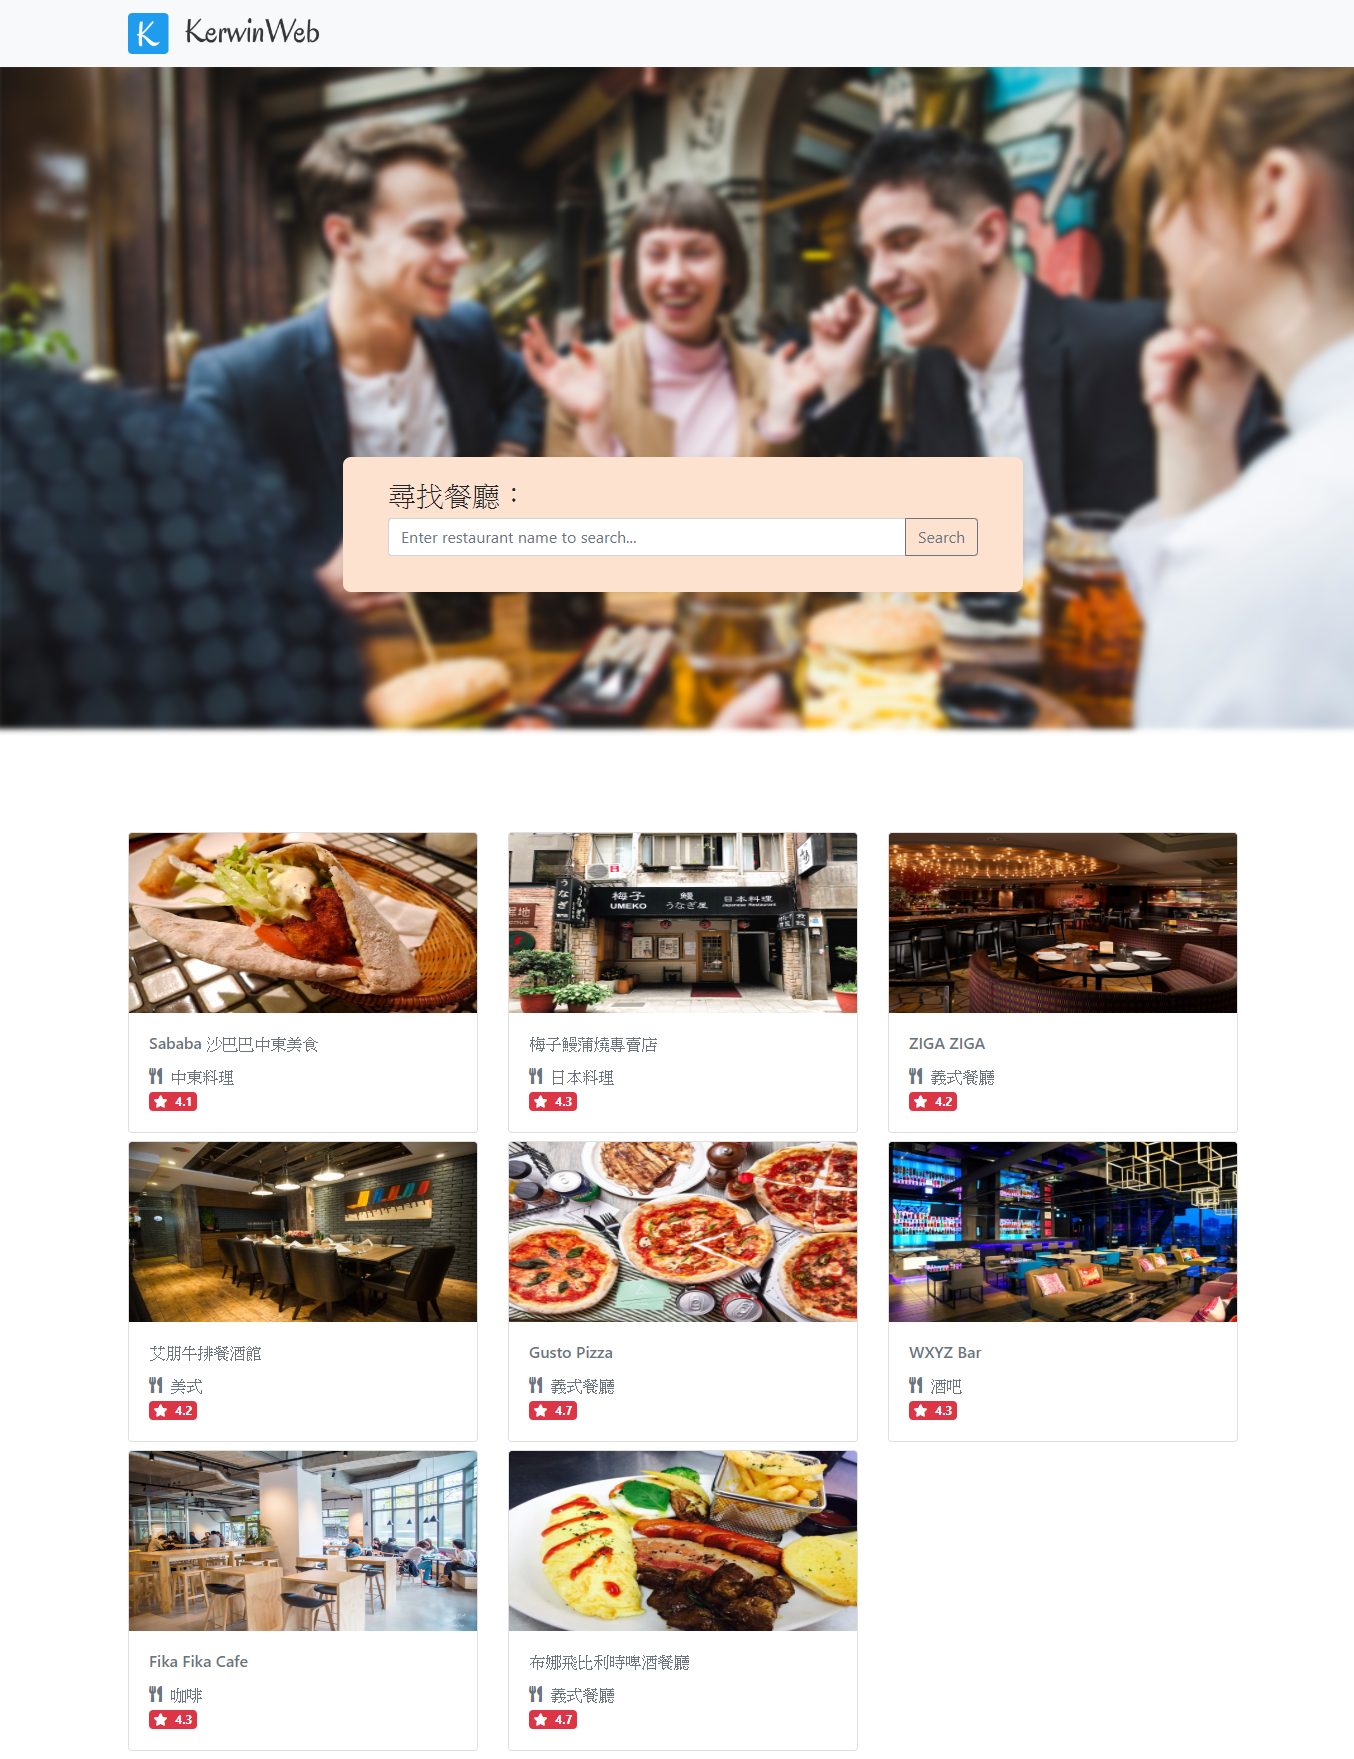 K KerwinWeb
尋找餐廳：
Enter restaurant name to search...
Search
梅子 鰻 日本料理
UMEKO うなぎ屋 Japanese Restaurant
うなぎ
Sababa 沙巴巴中東美食
中東料理
4.1
梅子鰻蒲燒專賣店
日本料理
4.3
ZIGA ZIGA
義式餐廳
4.2
艾朋牛排餐酒館
美式
4.2
Gusto Pizza
義式餐廳
4.7
WXYZ Bar
酒吧
4.3
Fika Fika Cafe
咖啡
4.3
布娜飛比利時啤酒餐廳
義式餐廳
4.7